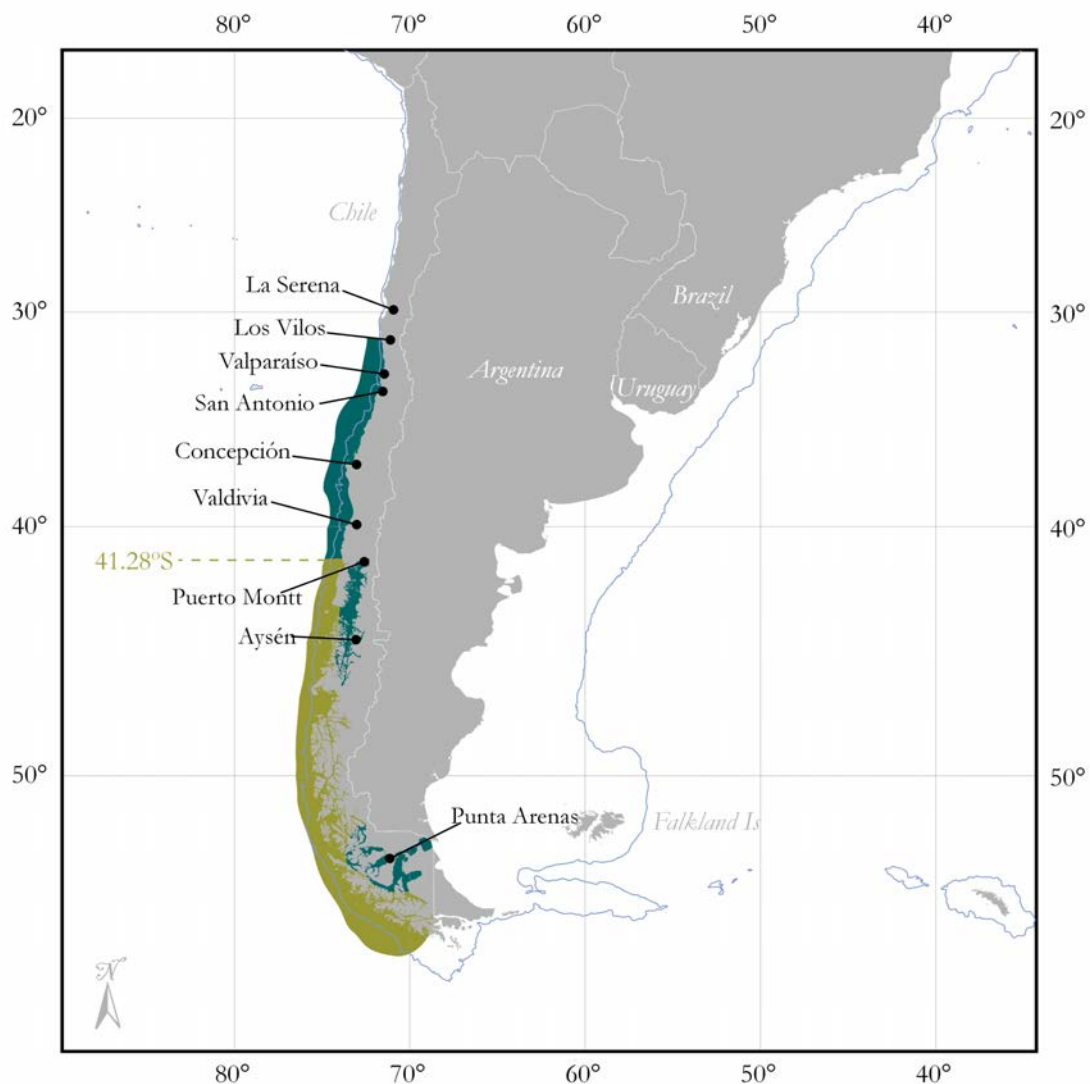 80° 70° 60° 50° 40°
20° 20°
Chile
La Serena
Brazil
30° 30°
Los Vilos
Valparaíso
Argentina
Uruguay
San Antonio
Concepción
Valdivia
40° 40°
41.28°S
Puerto Montt
Aysén
50° 50°
Punta Arenas
Falkland Is
N
80° 70° 60° 50° 40°